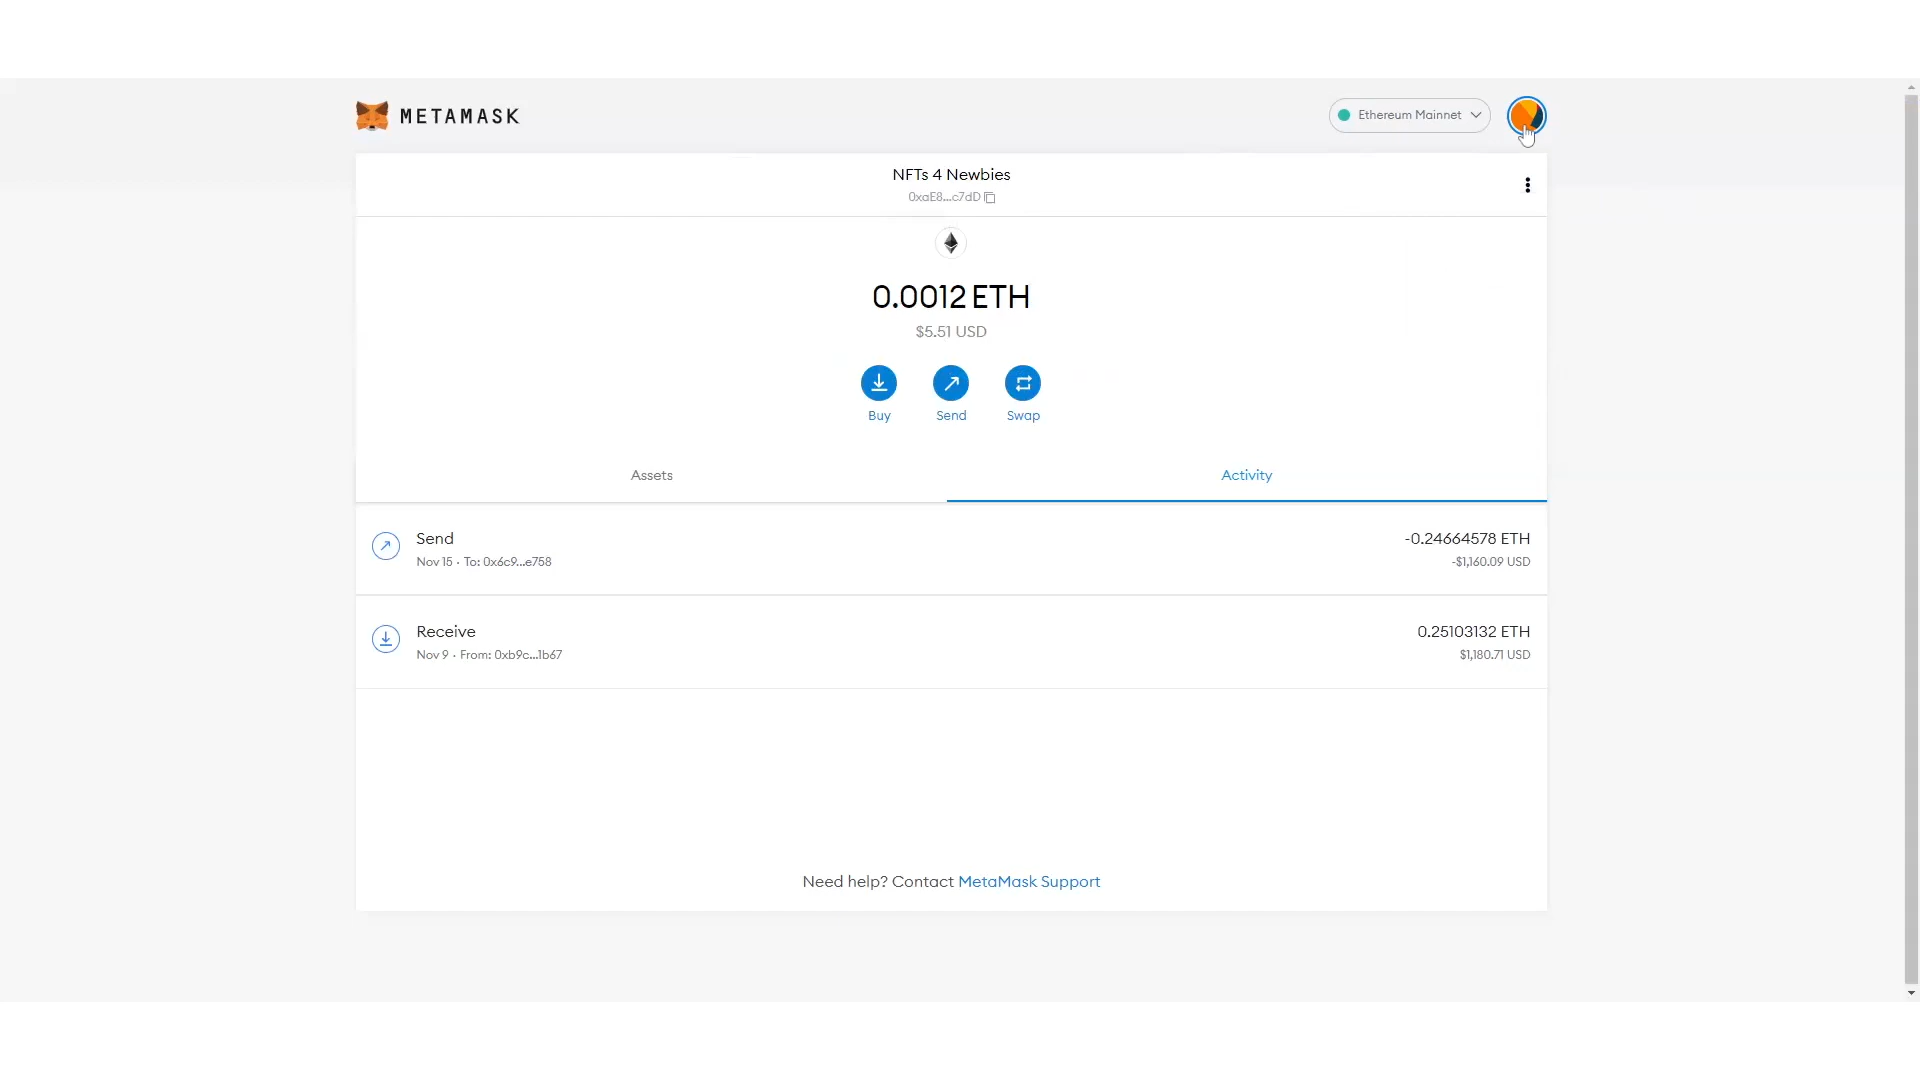 METAMASK
Ethereum Mainnet
NFTs 4 Newbies
0xaE8...c7dD
0.0012 ETH
$5.51 USD
Buy
Send
Swap
Assets
Activity
Send
-0.24664578 ETH
Nov 15 · To: 0x6c9...e758
-$1,160.09 USD
Receive
0.25103132 ETH
Nov 9 · From: 0xb9c...1b67
$1,180.71 USD
Need help? Contact MetaMask Support